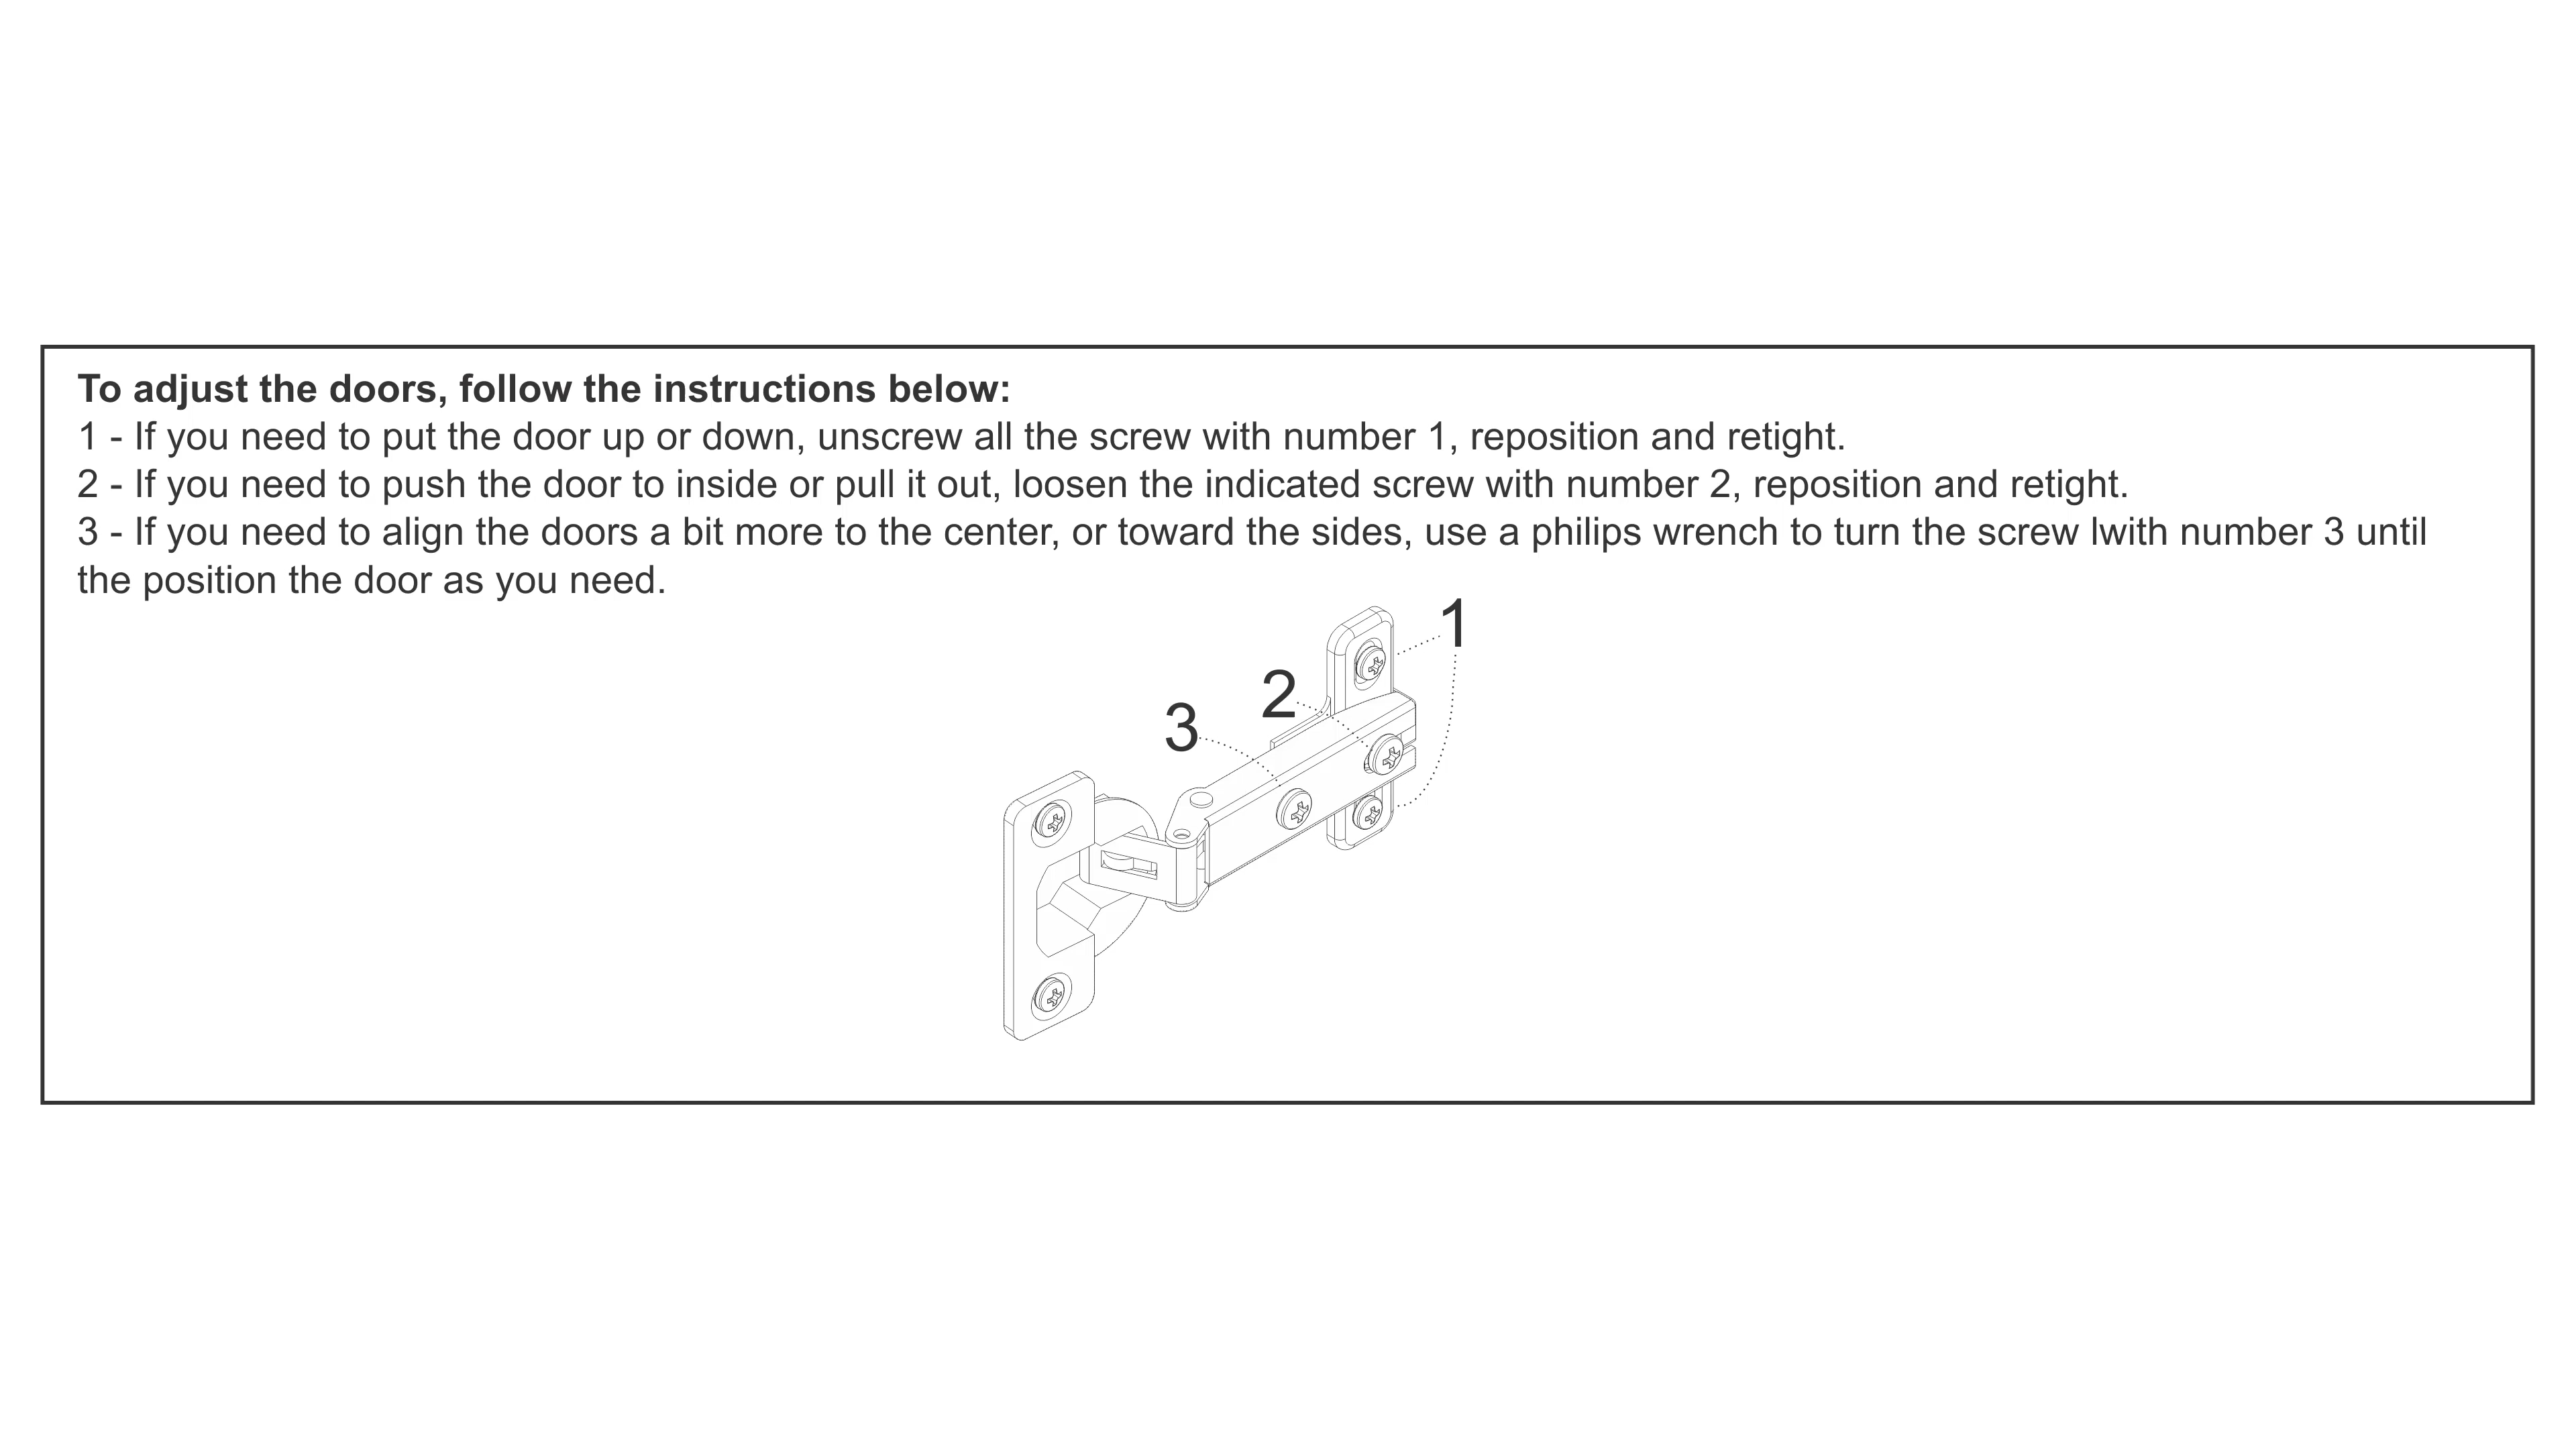 To adjust the doors, follow the instructions below:
1 - If you need to put the door up or down, unscrew all the screw with number 1, reposition and retight.
2 - If you need to push the door to inside or pull it out, loosen the indicated screw with number 2, reposition and retight.
3 - If you need to align the doors a bit more to the center, or toward the sides, use a philips wrench to turn the screw lwith number 3 until
the position the door as you need.
1
2
3